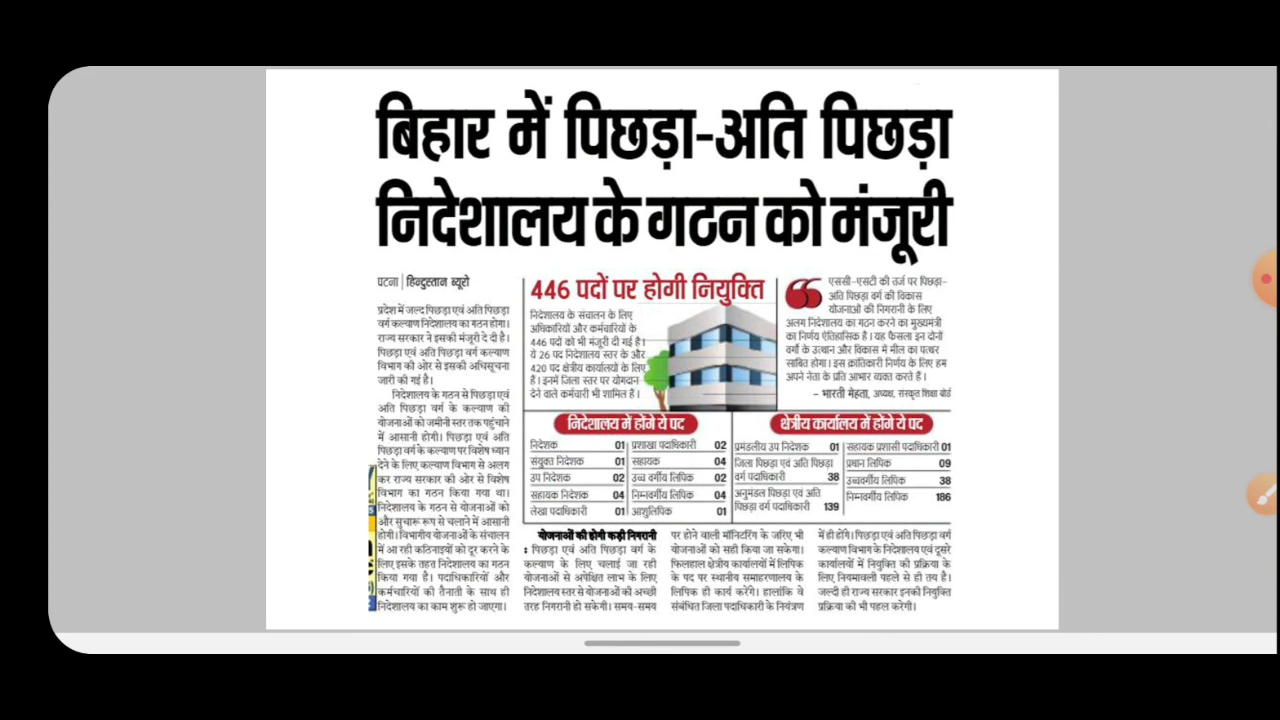 बिहार में पिछड़ा-अति पिछड़ा
निदेशालय के गठन को मंजूरी
पटना | हिन्दुस्तान ब्यूरो
प्रदेश में जल्द पिछड़ा एवं अति पिछड़ा
वर्ग कल्याण निदेशालय का गठन होगा।
राज्य सरकार ने इसकी मंजूरी दे दी है।
पिछड़ा एवं अति पिछड़ा वर्ग कल्याण
विभाग की ओर से इसकी अधिसूचना
जारी की गई है।
निदेशालय के गठन से पिछड़ा एवं
अति पिछड़ा वर्ग के कल्याण की
योजनाओं को जमीनी स्तर तक पहुंचाने
में आसानी होगी। पिछड़ा एवं अति
पिछड़ा वर्ग के कल्याण पर विशेष ध्यान
देने के लिए कल्याण विभाग से अलग
कर राज्य सरकार की ओर से विशेष
विभाग का गठन किया गया था।
निदेशालय के गठन से योजनाओं को
और सुचारू रूप से चलाने में आसानी
होगी। विभागीय योजनाओं के संचालन
में आ रही कठिनाइयों को दूर करने के
लिए इसके तहत निदेशालय का गठन
किया गया है। पदाधिकारियों और
कर्मचारियों की तैनाती के साथ ही
निदेशालय का काम शुरू हो जाएगा।
446 पदों पर होगी नियुक्ति
निदेशालय के संचालन के लिए
अधिकारियों और कर्मचारियों के
446 पदों को भी मंजूरी दी गई है।
ये 26 पद निदेशालय स्तर के और
420 पद क्षेत्रीय कार्यालयों के लिए
हैं। इनमें जिला स्तर पर योगदान
देने वाले कर्मचारी भी शामिल हैं।
एससी-एसटी की तर्ज पर पिछड़ा-
अति पिछड़ा वर्ग की विकास
योजनाओं की निगरानी के लिए
अलग निदेशालय का गठन करने का मुख्यमंत्री
का निर्णय ऐतिहासिक है। यह फैसला इन दोनों
वर्गों के उत्थान और विकास में मील का पत्थर
साबित होगा। इस क्रांतिकारी निर्णय के लिए हम
अपने नेता के प्रति आभार व्यक्त करते हैं।
- भारती मेहता, अध्यक्ष, संस्कृत शिक्षा बोर्ड
निदेशालय में होंगे ये पद
निदेशक 01
संयुक्त निदेशक 01
उप निदेशक 02
सहायक निदेशक 04
लेखा पदाधिकारी 01
प्रशाखा पदाधिकारी 02
सहायक 04
उच्च वर्गीय लिपिक 02
निम्नवर्गीय लिपिक 04
आशुलिपिक 01
क्षेत्रीय कार्यालय में होंगे ये पद
प्रमंडलीय उप निदेशक 01
जिला पिछड़ा एवं अति पिछड़ा
वर्ग पदाधिकारी 38
अनुमंडल पिछड़ा एवं अति
पिछड़ा वर्ग पदाधिकारी 139
सहायक प्रशासी पदाधिकारी 01
प्रधान लिपिक 09
उच्चवर्गीय लिपिक 38
निम्नवर्गीय लिपिक 186
योजनाओं की होगी कड़ी निगरानी
: पिछड़ा एवं अति पिछड़ा वर्ग के
कल्याण के लिए चलाई जा रही
योजनाओं से अपेक्षित लाभ के लिए
निदेशालय स्तर से योजनाओं की अच्छी
तरह निगरानी हो सकेगी। समय-समय
पर होने वाली मॉनिटरिंग के जरिए भी
योजनाओं को सही किया जा सकेगा।
फिलहाल क्षेत्रीय कार्यालयों में लिपिक
के पद पर स्थानीय समाहरणालय के
लिपिक ही कार्य करेंगे। हालांकि वे
संबंधित जिला पदाधिकारी के नियंत्रण
में ही होंगे। पिछड़ा एवं अति पिछड़ा वर्ग
कल्याण विभाग के निदेशालय एवं दूसरे
कार्यालयों में नियुक्ति की प्रक्रिया के
लिए नियमावली पहले से ही तय है।
जल्दी ही राज्य सरकार इनकी नियुक्ति
प्रक्रिया की भी पहल करेगी।